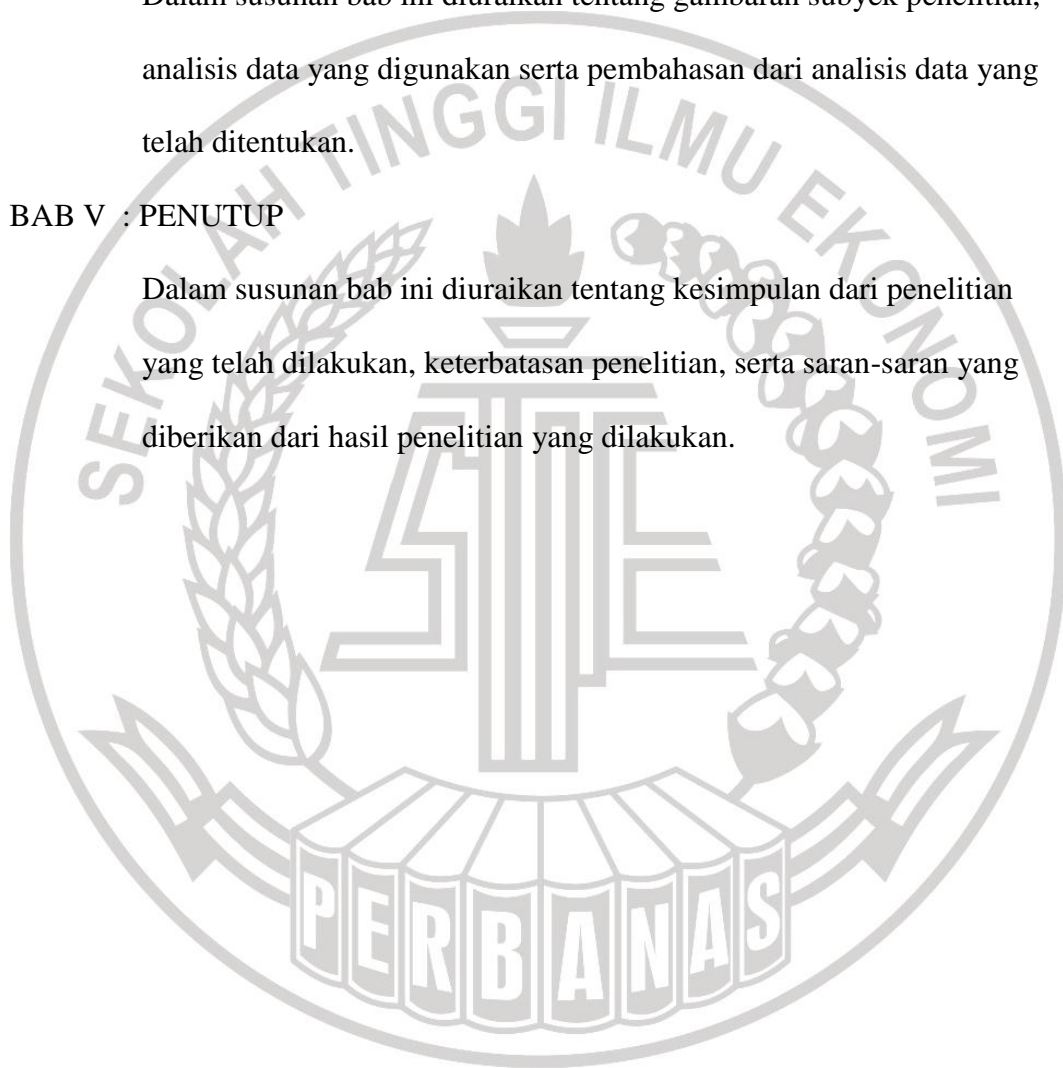 Dalam susunan bab ini diuraikan tentang gambaran subyek penelitian,
analisis data yang digunakan serta pembahasan dari analisis data yang
telah ditentukan.
BAB V : PENUTUP
Dalam susunan bab ini diuraikan tentang kesimpulan dari penelitian
yang telah dilakukan, keterbatasan penelitian, serta saran-saran yang
diberikan dari hasil penelitian yang dilakukan.
SEKOLAH TINGGI ILMU EKONOMI
STIE
PERBANAS